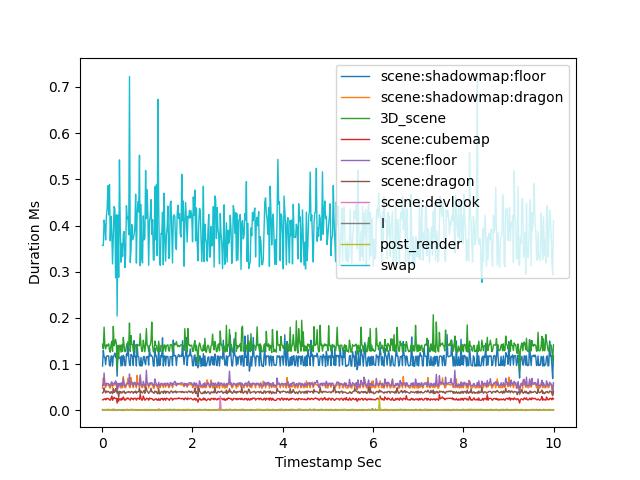 0.7
0.6
0.5
0.4
0.3
0.2
0.1
0.0
Duration Ms
scene:shadowmap:floor
scene:shadowmap:dragon
3D_scene
scene:cubemap
scene:floor
scene:dragon
scene:devlook
I
post_render
swap
0 2 4 6 8 10
Timestamp Sec